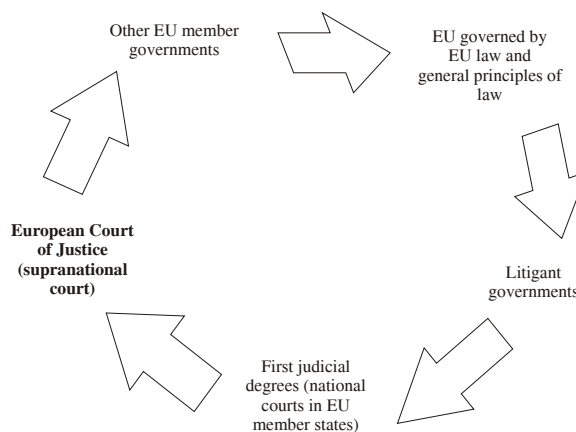 Other EU member
governments
EU governed by
EU law and
general principles of
law
Litigant
governments
First judicial
degrees (national
courts in EU
member states)
European Court
of Justice
(supranational
court)